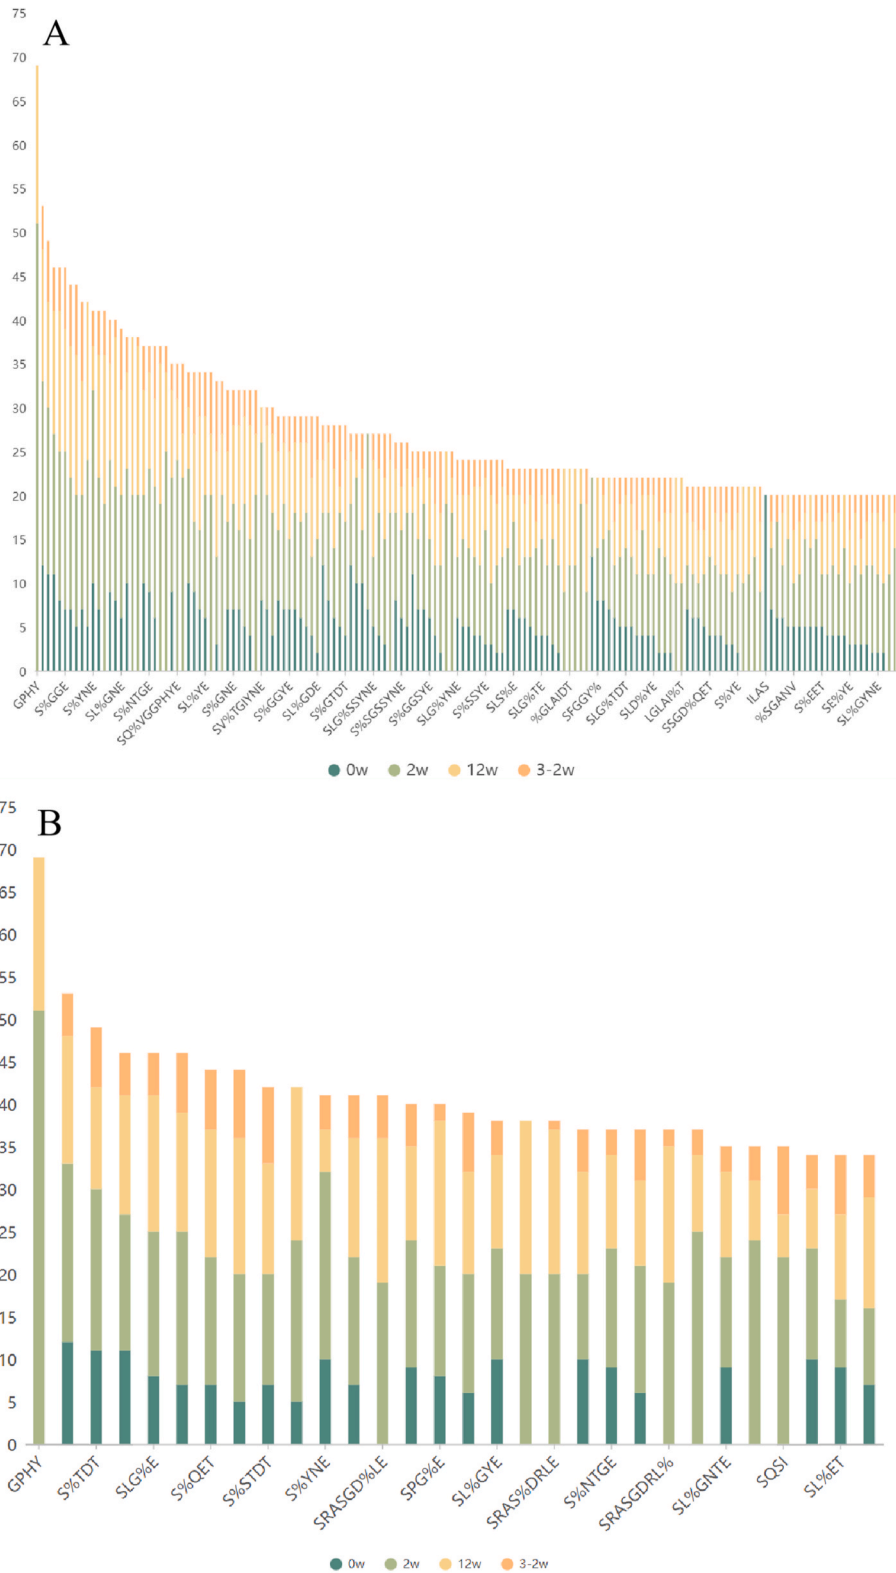 A
75
70
65
60
55
50
45
40
35
30
25
20
15
10
5
0
GPHY
S%GGE
S%YNE
SL%GNE
S%NTGE
SQ%VGGPHYE
SL%YE
S%GNE
SV%TGIYNE
S%GGYE
SL%GDE
S%GTDT
SLG%SSYNE
S%SGSSYNE
S%GGSYE
SLG%YNE
S%SSYE
SLS%E
SLG%TE
%GLAIDT
SFGGY%
SLG%TDT
SLD%YE
LGLAI%T
SSGD%QET
S%YE
ILAS
%SGANV
S%EET
SE%YE
SL%GYNE
0w 2w 12w 3-2w
B
75
70
65
60
55
50
45
40
35
30
25
20
15
10
5
0
GPHY
S%TDT
SLG%E
S%QET
S%STDT
S%YNE
SRASGD%LE
SPG%E
SL%GYE
SRAS%DRLE
S%NTGE
SRASGDRL%
SL%GNTE
SQSI
SL%ET
0w 2w 12w 3-2w